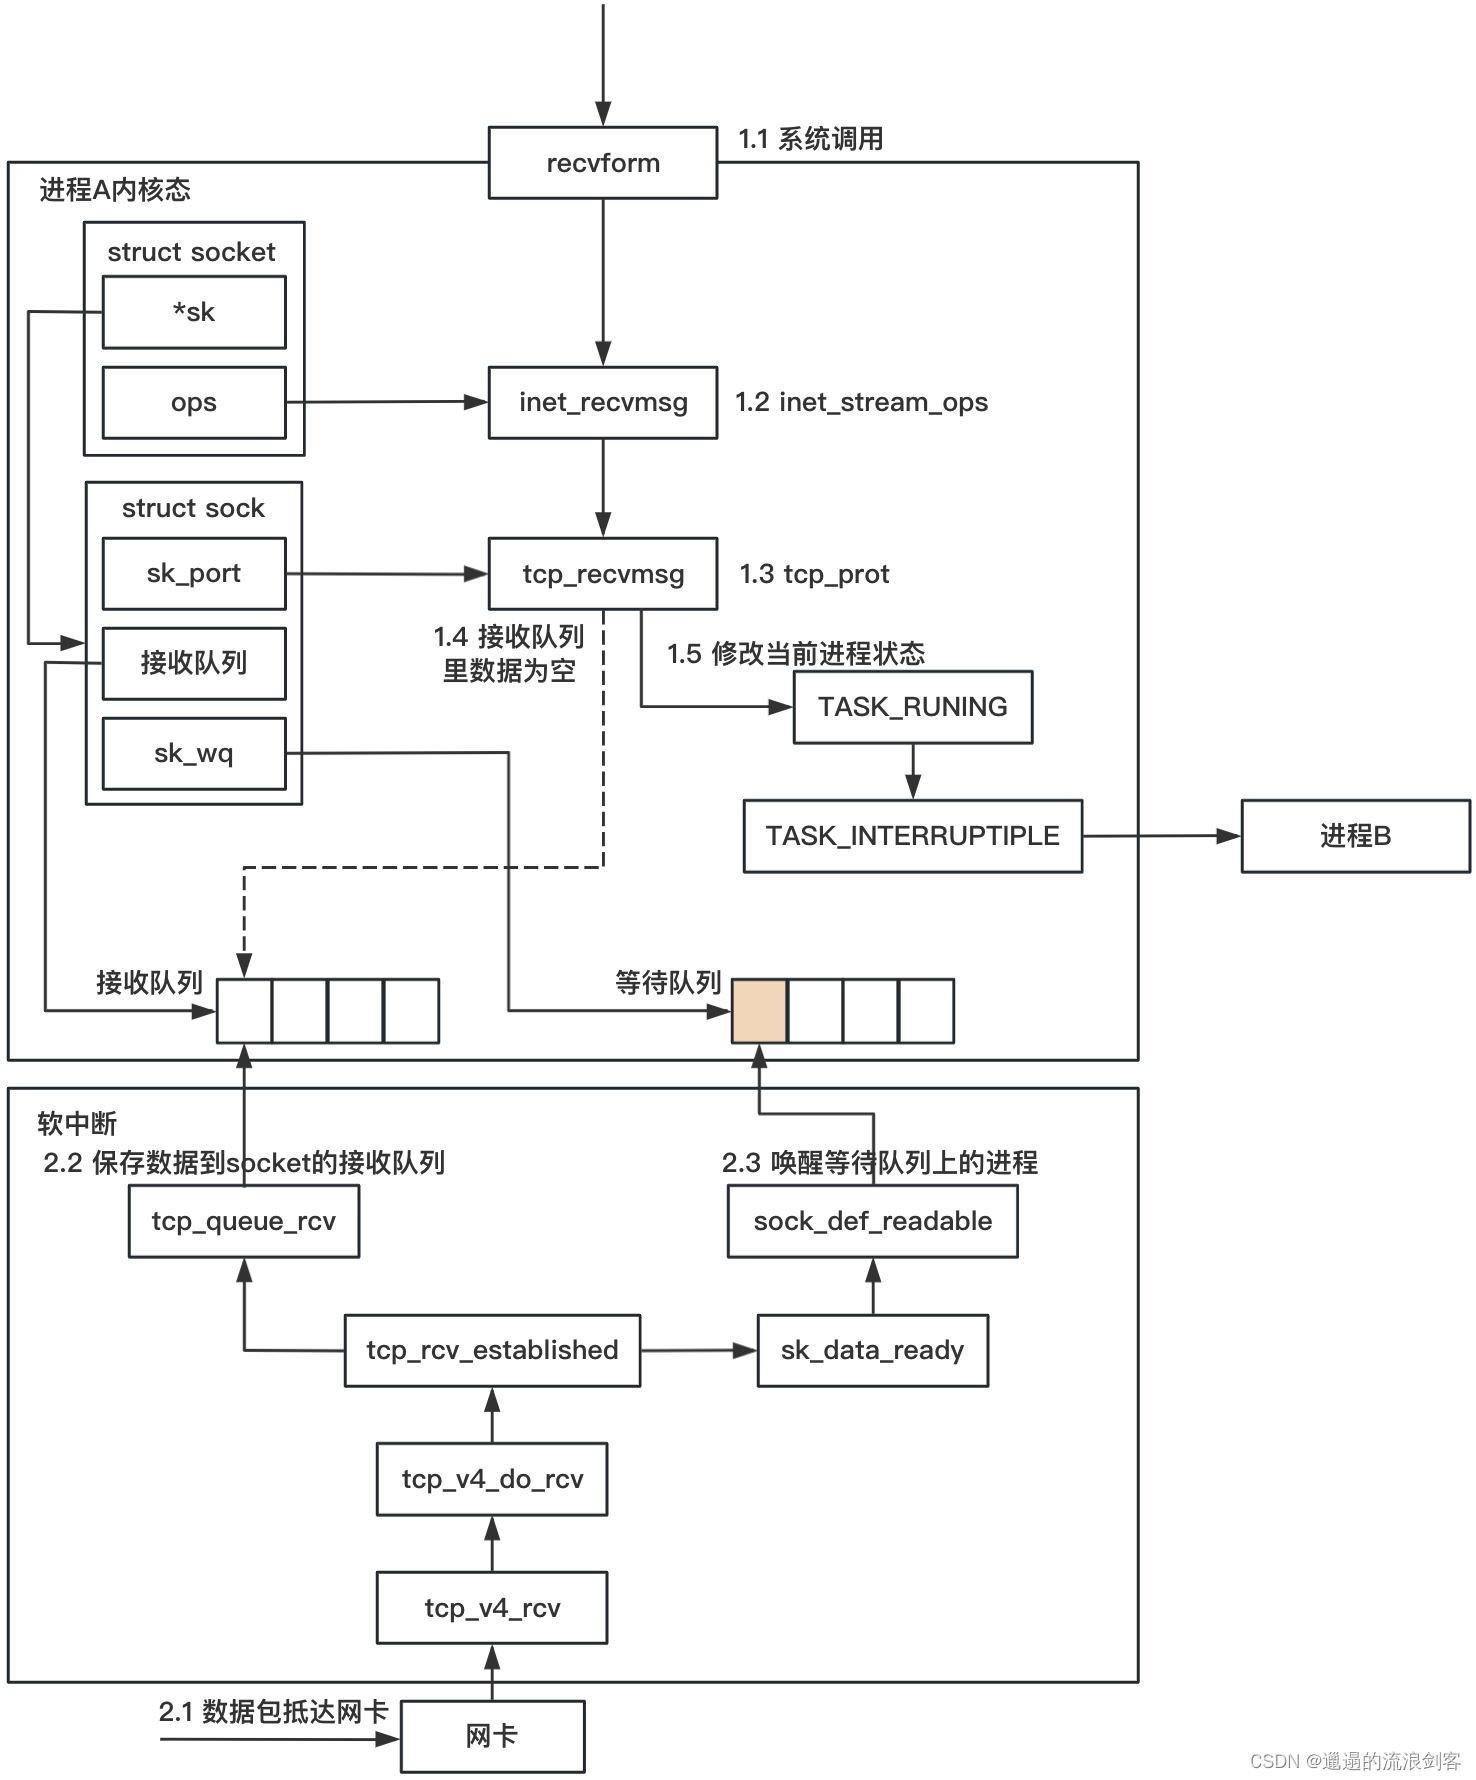 recvform
1.1 系统调用
进程A内核态
struct socket
*sk
ops
inet_recvmsg
1.2 inet_stream_ops
struct sock
sk_port
tcp_recvmsg
1.3 tcp_prot
1.4 接收队列
里数据为空
1.5 修改当前进程状态
接收队列
TASK_RUNING
sk_wq
TASK_INTERRUPTIPLE
进程B
接收队列
等待队列
软中断
2.2 保存数据到socket的接收队列
2.3 唤醒等待队列上的进程
tcp_queue_rcv
sock_def_readable
tcp_rcv_established
sk_data_ready
tcp_v4_do_rcv
tcp_v4_rcv
2.1 数据包抵达网卡
网卡
CSDN @邋遢的流浪剑客